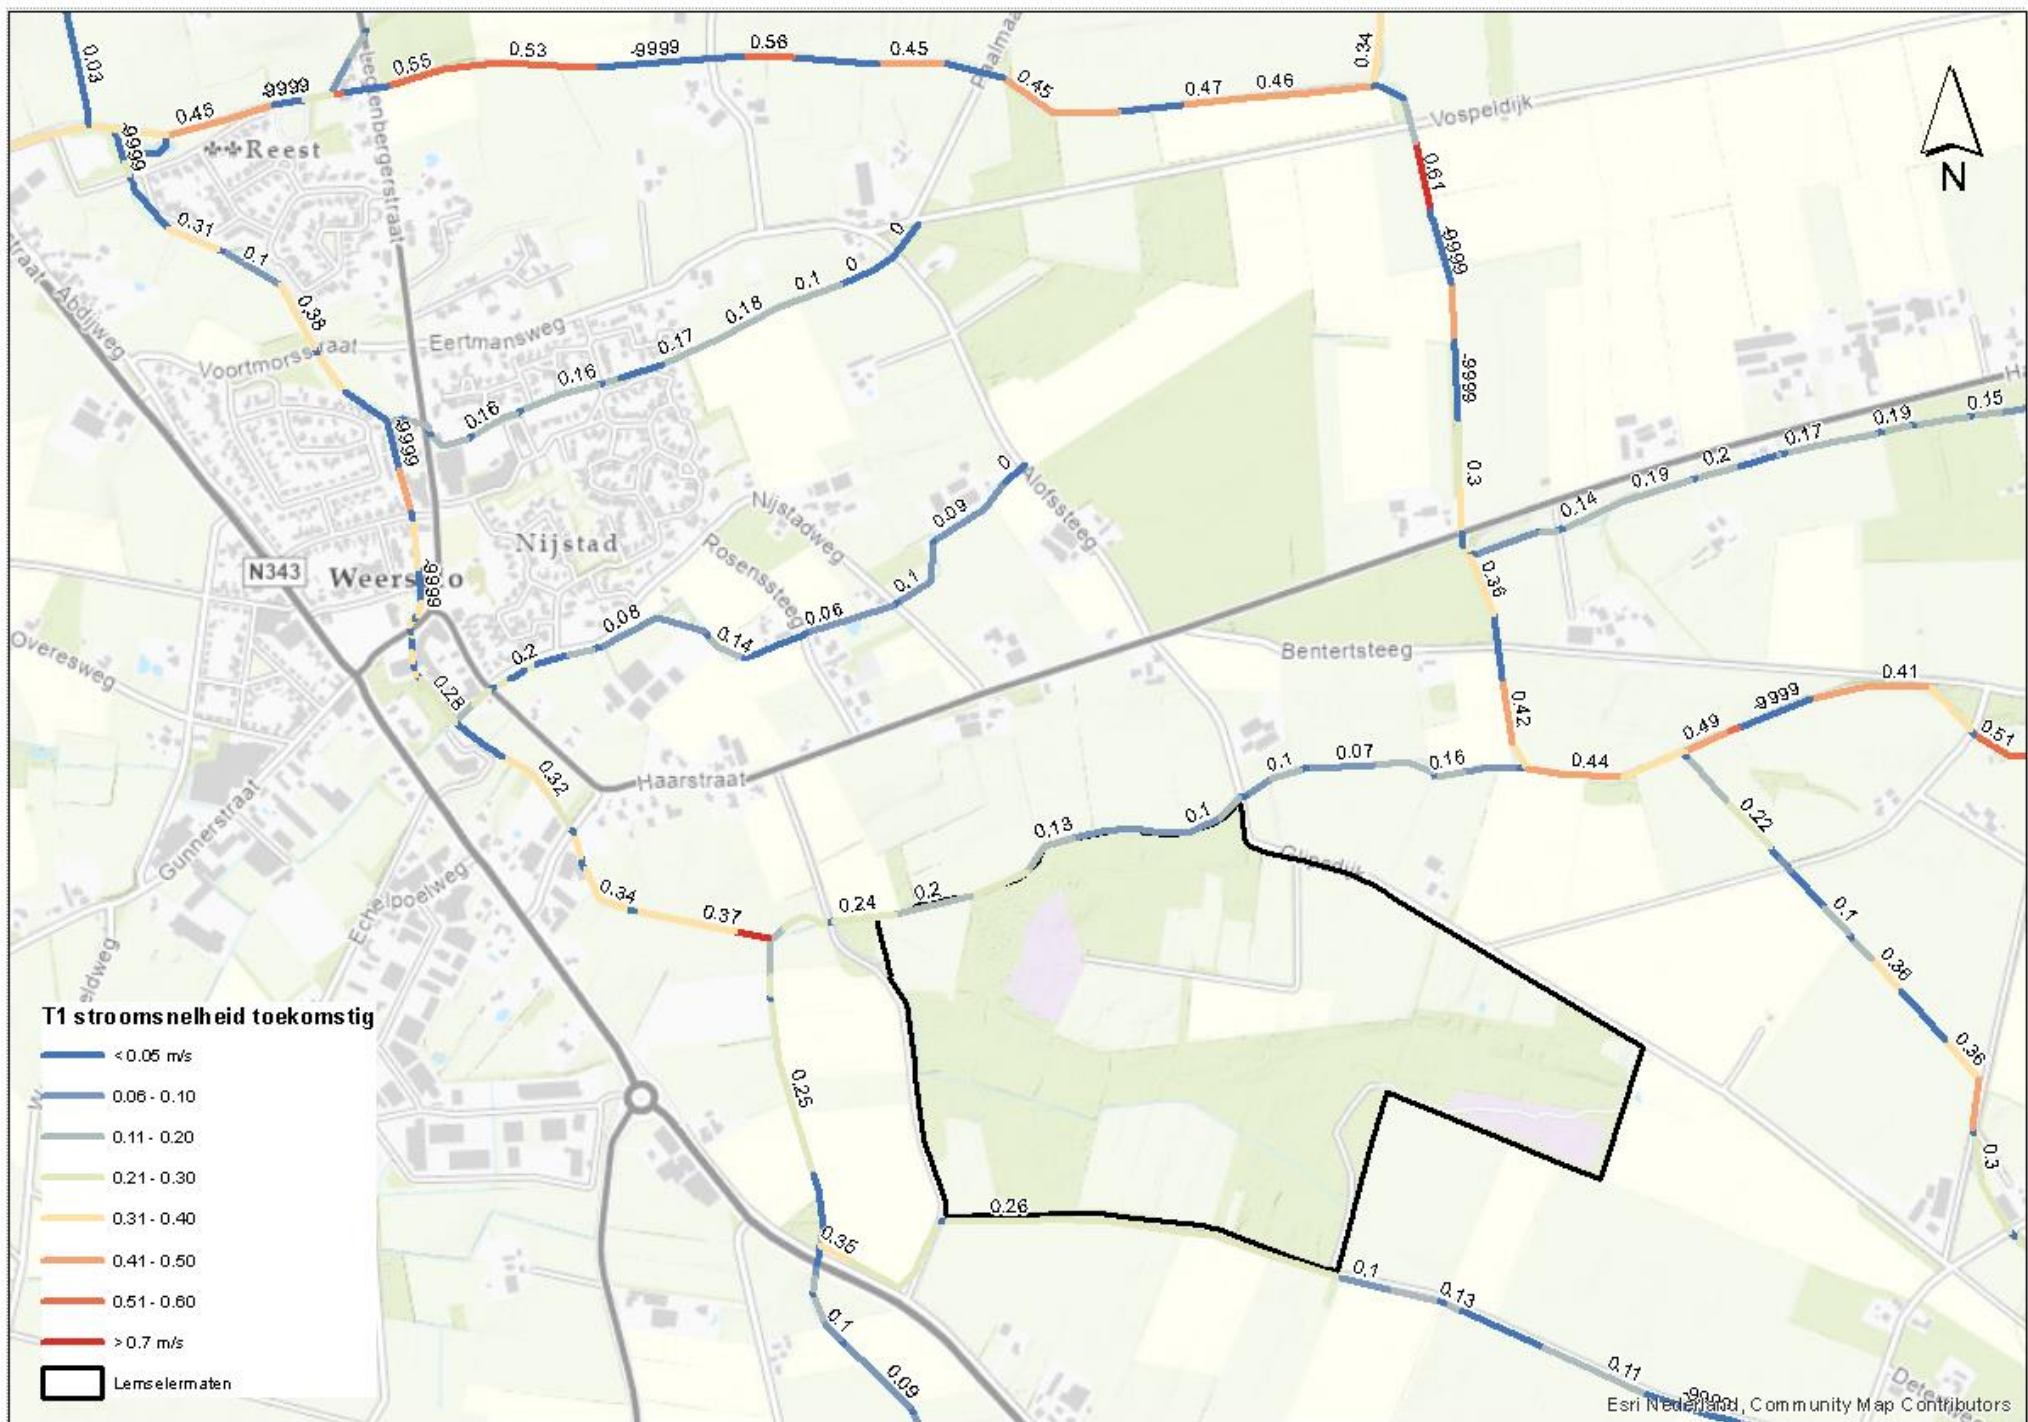 0.03
0.45
-9999
0.55
0.53
-9999
0.56
0.45
0.45
0.47
0.46
0.34
Vospeldijk
0.61
-9999
-9999
0.3
N
-9999
Reest
0.31
0.1
0.38
Abdijweg
Voortmorsstraat
Eertmansweg
0
0
0.1
0.18
0.17
0.16
0.16
-9999
0.14
0.19
0.2
0.17
0.19
0.15
0
Alofssteeg
0.09
0.1
0.06
Nijstadweg
Rosenssteeg
Nijstad
N343
-9999
0.08
0.14
0.2
0.28
Overesweg
0.36
Bentertsteeg
0.42
0.41
-9999
0.49
0.51
0.44
0.16
0.07
0.1
0.22
Haarstraat
0.32
Gunnerstraat
Echelpoelweg
0.34
0.37
0.24
0.2
0.13
0.1
Glipsdijk
0.1
0.36
0.36
0.3
0.25
0.26
0.35
0.1
0.09
0.1
0.13
0.11
T1 stroomsnelheid toekomstig
< 0.05 m/s
0.06 - 0.10
0.11 - 0.20
0.21 - 0.30
0.31 - 0.40
0.41 - 0.50
0.51 - 0.60
> 0.7 m/s
Lemselermaten
-9999
Esri Nederland, Community Map Contributors